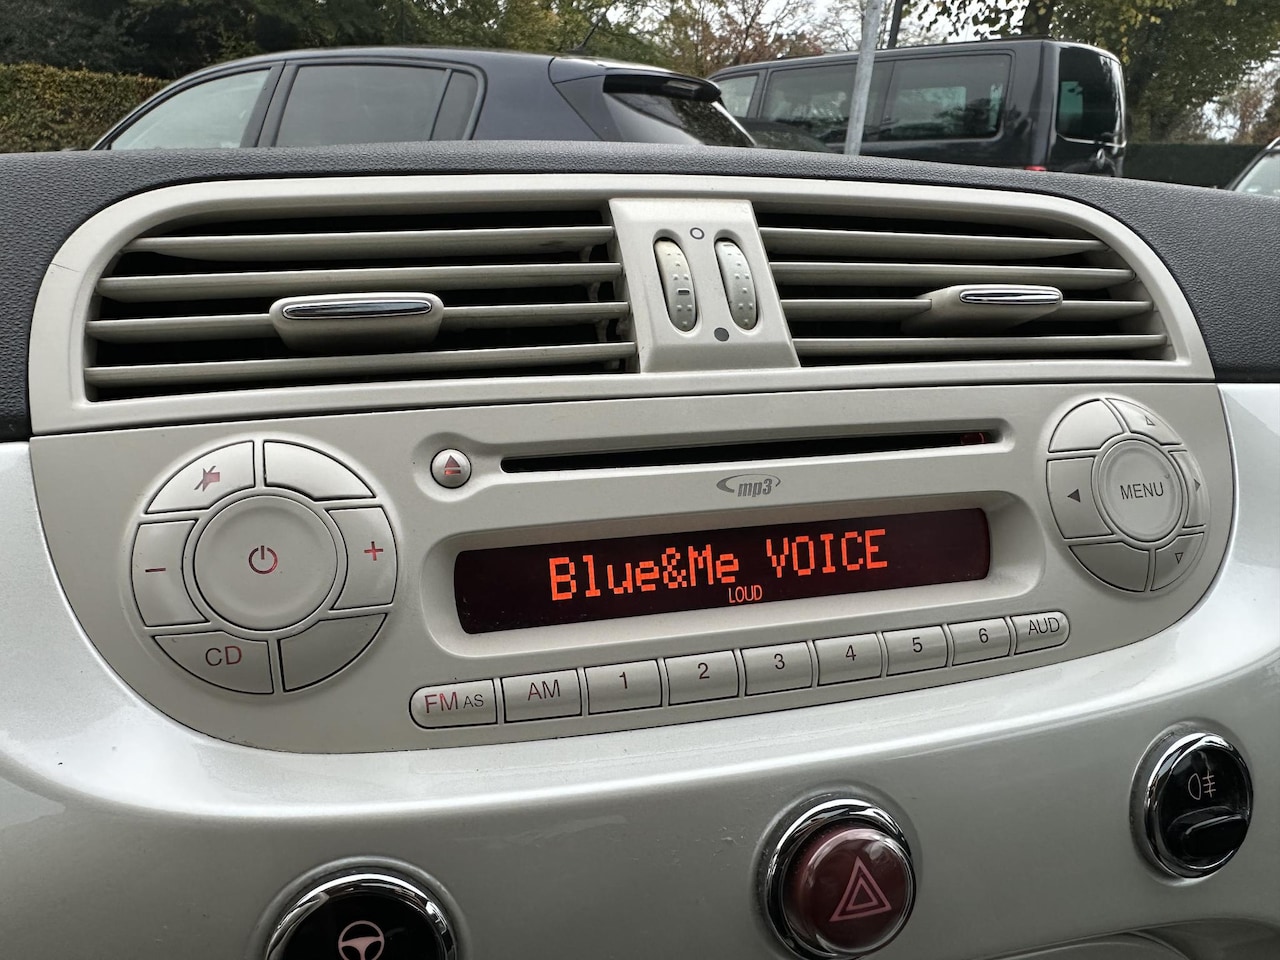 mp3
MENU
Blue&Me VOICE
LOUD
CD
FM AS
AM
1
2
3
4
5
6
AUD